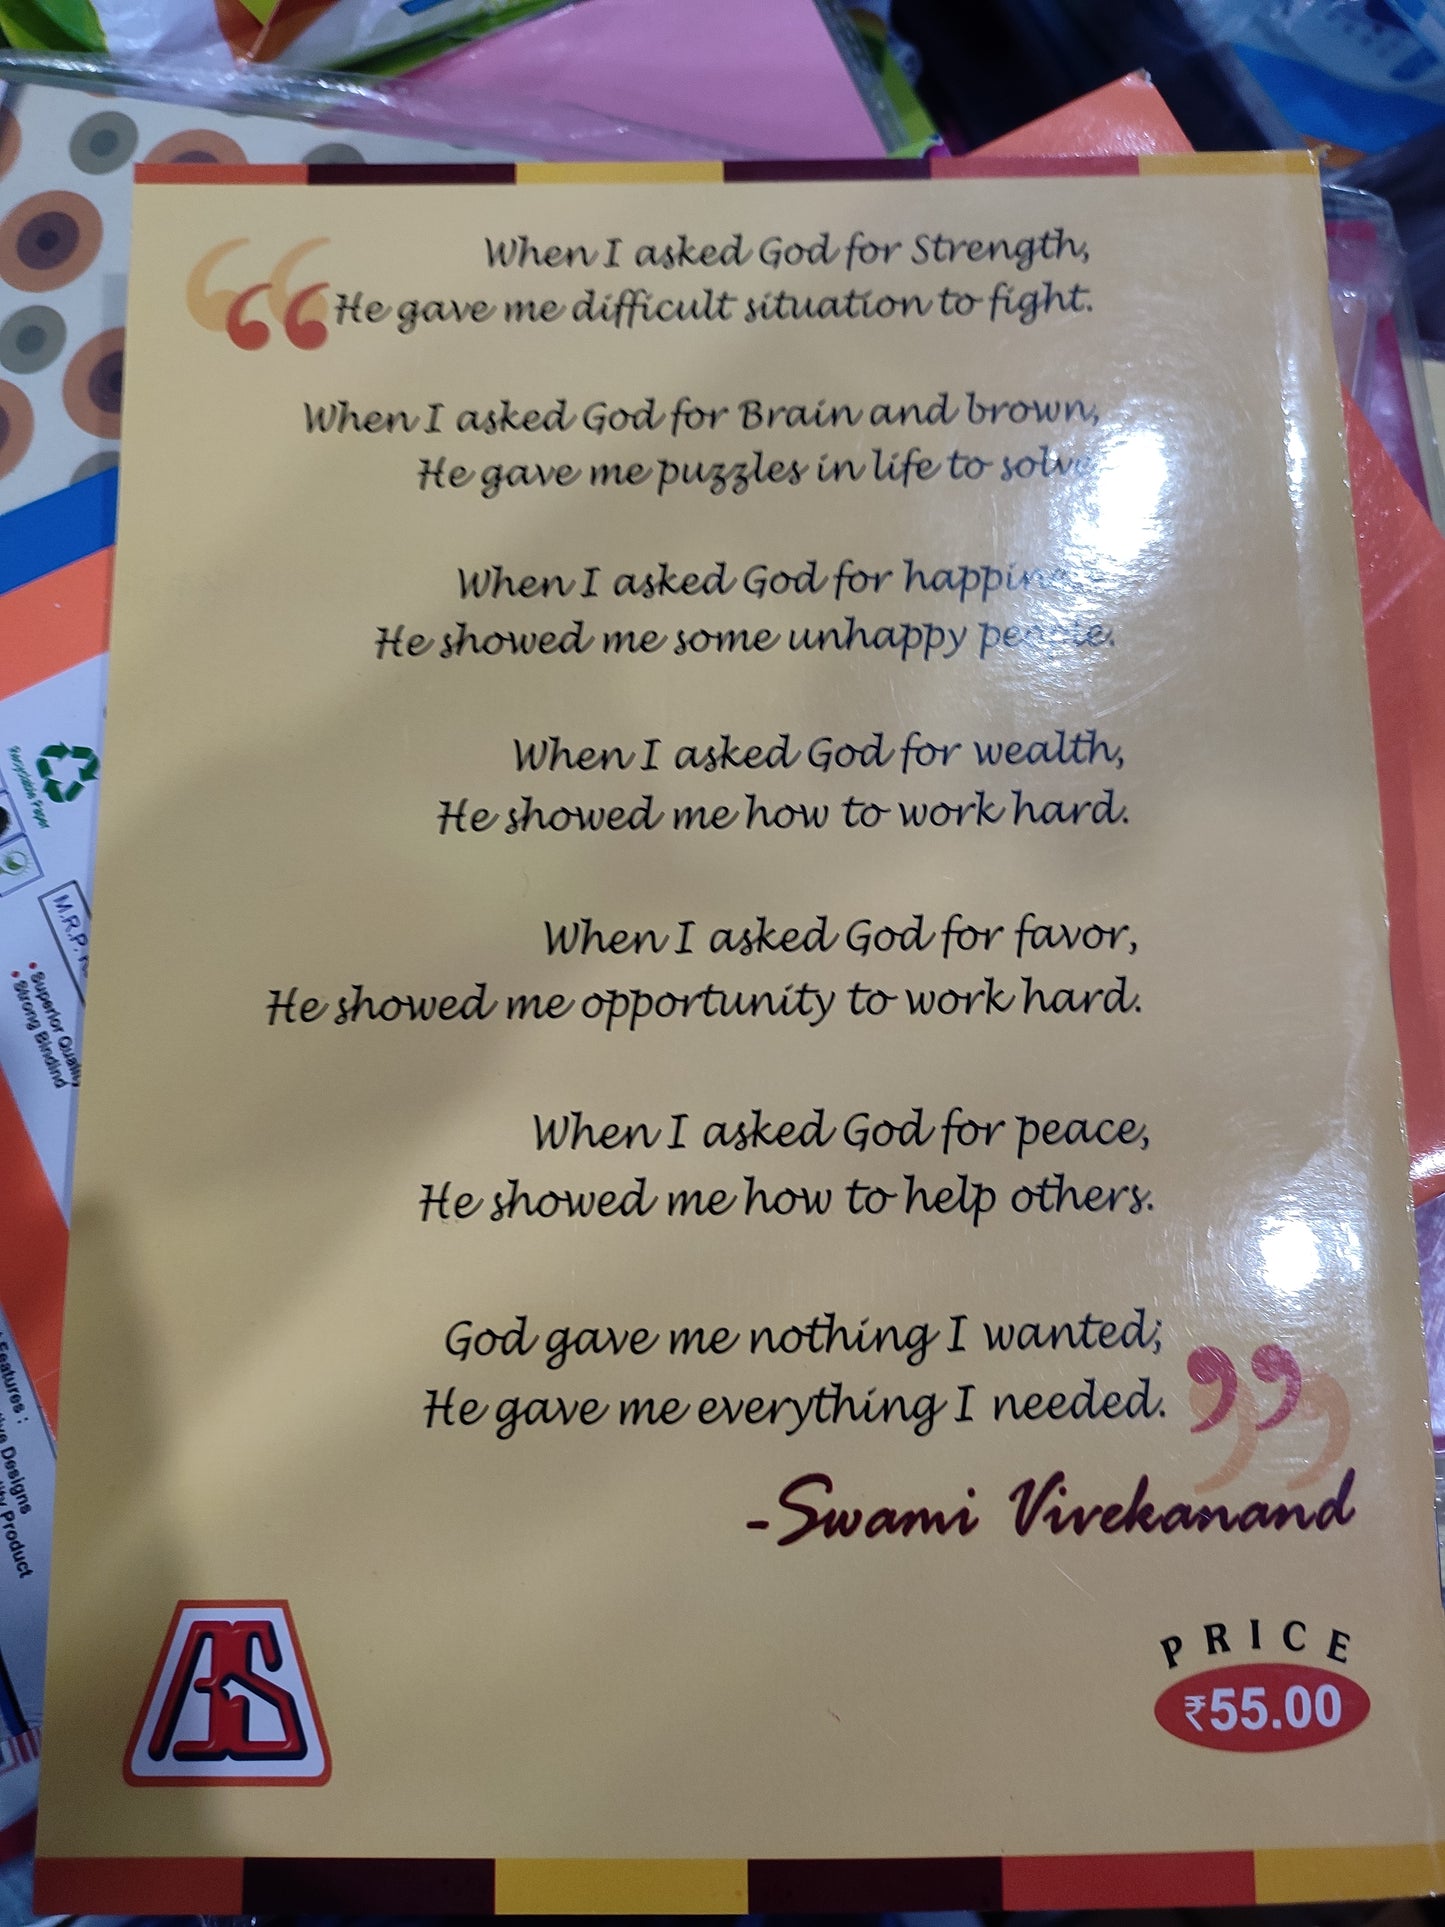 When I asked God for Strength,
He gave me difficult situation to fight.
When I asked God for Brain and brown,
He gave me puzzles in life to
When I asked God for
He showed me some unhappy people.
When I asked God for wealth,
He showed me how to work hard.
When I asked God for favor,
He showed me opportunity to work hard.
When I asked God for peace,
He showed me how to help others.
God gave me nothing I wanted;
He gave me everything I needed.
-Swami Vivekanand
PRICE
₹55.00
Recyclable Paper
M.R.P.
• Superior Quality
• Strong Binding
Features :
Designs
Product